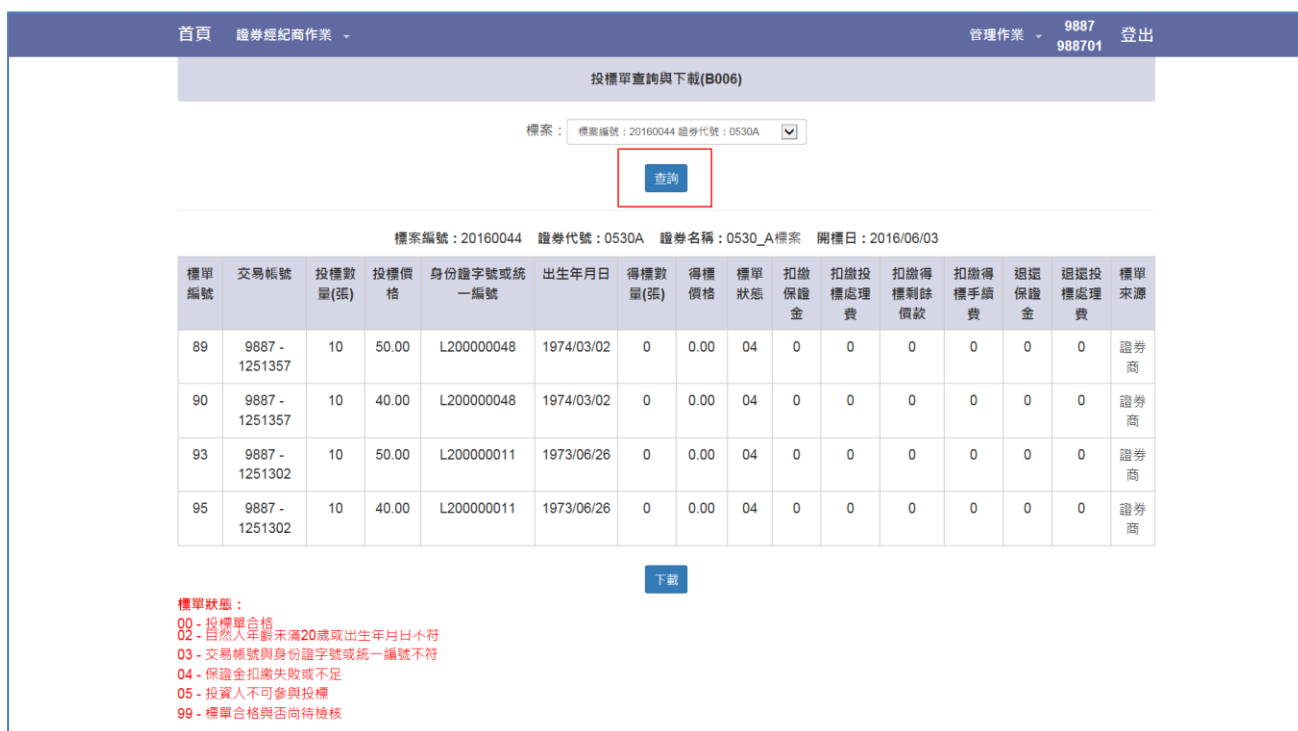 首頁 證券經紀商作業 管理作業 9887 988701 登出
投標單查詢與下載(B006)
標案： 標案編號：20160044 證券代號：0530A
查詢
標案編號：20160044 證券代號：0530A 證券名稱：0530_A標案 開標日：2016/06/03
標單編號 交易帳號 投標數量(張) 投標價格 身份證字號或統一編號 出生年月日 得標數量(張) 得標價格 標單狀態 扣繳保證金 扣繳投標處理費 扣繳得標剩餘價款 扣繳得標手續費 退還保證金 退還投標處理費 標單來源
89 9887 - 1251357 10 50.00 L200000048 1974/03/02 0 0.00 04 0 0 0 0 0 0 證券商
90 9887 - 1251357 10 40.00 L200000048 1974/03/02 0 0.00 04 0 0 0 0 0 0 證券商
93 9887 - 1251302 10 50.00 L200000011 1973/06/26 0 0.00 04 0 0 0 0 0 0 證券商
95 9887 - 1251302 10 40.00 L200000011 1973/06/26 0 0.00 04 0 0 0 0 0 0 證券商
下載
標單狀態：
00 - 投標單合格
02 - 自然人年齡未滿20歲或出生年月日不符
03 - 交易帳號與身份證字號或統一編號不符
04 - 保證金扣繳失敗或不足
05 - 投資人不可參與投標
99 - 標單合格與否尚待檢核